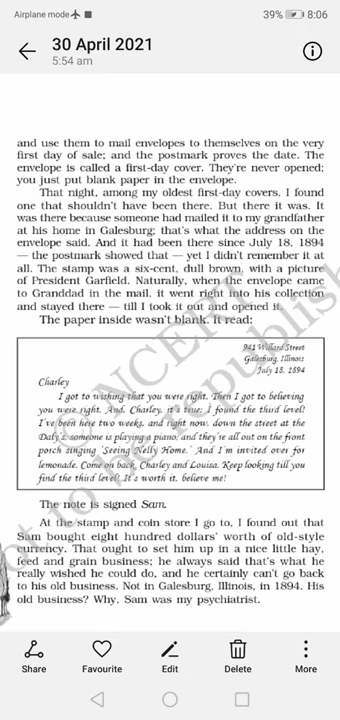 Airplane mode 39% 8:06
30 April 2021
5:54 am
and use them to mail envelopes to themselves on the very
first day of sale; and the postmark proves the date. The
envelope is called a first-day cover. They're never opened;
you just put blank paper in the envelope.
That night, among my oldest first-day covers, I found
one that shouldn't have been there. But there it was. It
was there because someone had mailed it to my grandfather
at his home in Galesburg; that's what the address on the
envelope said. And it had been there since July 18, 1894
— the postmark showed that — yet I didn't remember it at
all. The stamp was a six-cent, dull brown, with a picture
of President Garfield. Naturally, when the envelope came
to Granddad in the mail, it went right into his collection
and stayed there — till I took it out and opened it.
The paper inside wasn't blank. It read:
941 Willard Street
Galesburg, Illinois
July 18, 1894
Charley
I got to wishing that you were right. Then I got to believing
you were right. And, Charley, it's true; I found the third level!
I've been here two weeks, and right now, down the street at the
Daly's, someone is playing a piano, and they're all out on the front
porch singing 'Seeing Nelly Home.' And I'm invited over for
lemonade. Come on back, Charley and Louisa. Keep looking till you
find the third level! It's worth it, believe me!
The note is signed Sam.
At the stamp and coin store I go to, I found out that
Sam bought eight hundred dollars' worth of old-style
currency. That ought to set him up in a nice little hay,
feed and grain business; he always said that's what he
really wished he could do, and he certainly can't go back
to his old business. Not in Galesburg, Illinois, in 1894. His
old business? Why, Sam was my psychiatrist.
© NCERT
not to be republish
Share Favourite Edit Delete More